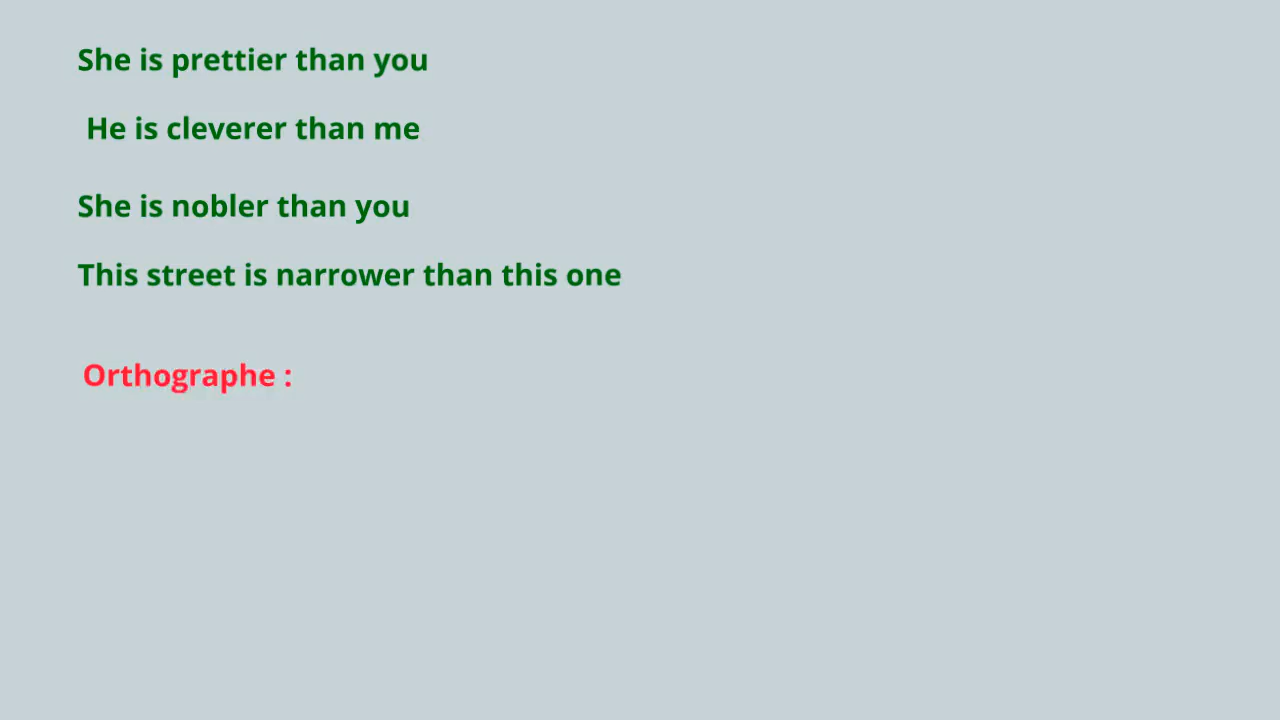 She is prettier than you
He is cleverer than me
She is nobler than you
This street is narrower than this one
Orthographe :